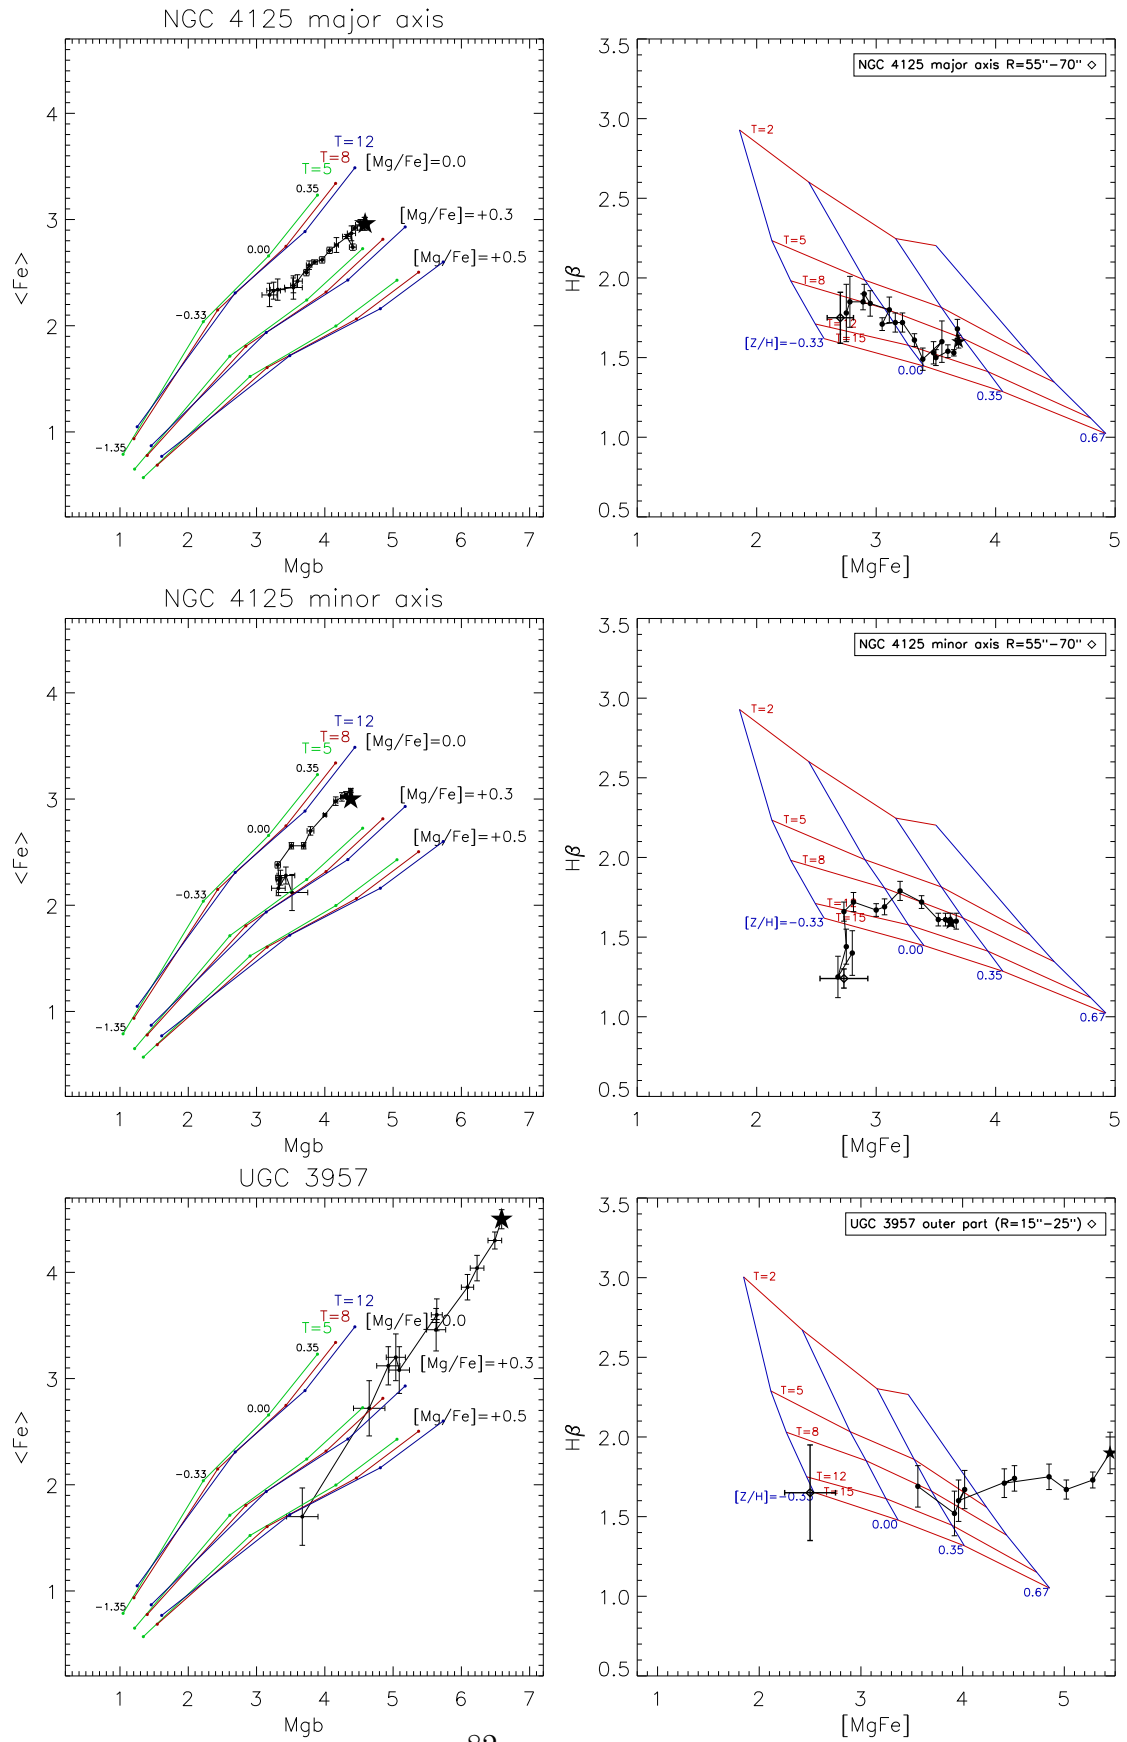 NGC 4125 major axis
<Fe>
4
3
2
1
T=12
T=8
T=5
[Mg/Fe]=0.0
[Mg/Fe]=+0.3
[Mg/Fe]=+0.5
0.35
0.00
−0.33
−1.35
1 2 3 4 5 6 7
Mgb
Hβ
3.5
3.0
2.5
2.0
1.5
1.0
0.5
NGC 4125 major axis R=55"−70"
T=2
T=5
T=8
T=15
[Z/H]=−0.33
0.00
0.35
0.67
1 2 3 4 5
[MgFe]
NGC 4125 minor axis
<Fe>
4
3
2
1
T=12
T=8
T=5
[Mg/Fe]=0.0
[Mg/Fe]=+0.3
[Mg/Fe]=+0.5
0.35
0.00
−0.33
−1.35
1 2 3 4 5 6 7
Mgb
Hβ
3.5
3.0
2.5
2.0
1.5
1.0
0.5
NGC 4125 minor axis R=55"−70"
T=2
T=5
T=8
T=15
[Z/H]=−0.33
0.00
0.35
0.67
1 2 3 4 5
[MgFe]
UGC 3957
<Fe>
4
3
2
1
T=12
T=8
T=5
[Mg/Fe]=0.0
[Mg/Fe]=+0.3
[Mg/Fe]=+0.5
0.35
0.00
−0.33
−1.35
1 2 3 4 5 6 7
Mgb
Hβ
3.5
3.0
2.5
2.0
1.5
1.0
0.5
UGC 3957 outer part (R=15"−25")
T=2
T=5
T=8
T=12
T=15
[Z/H]=−0.33
0.00
0.35
0.67
1 2 3 4 5
[MgFe]